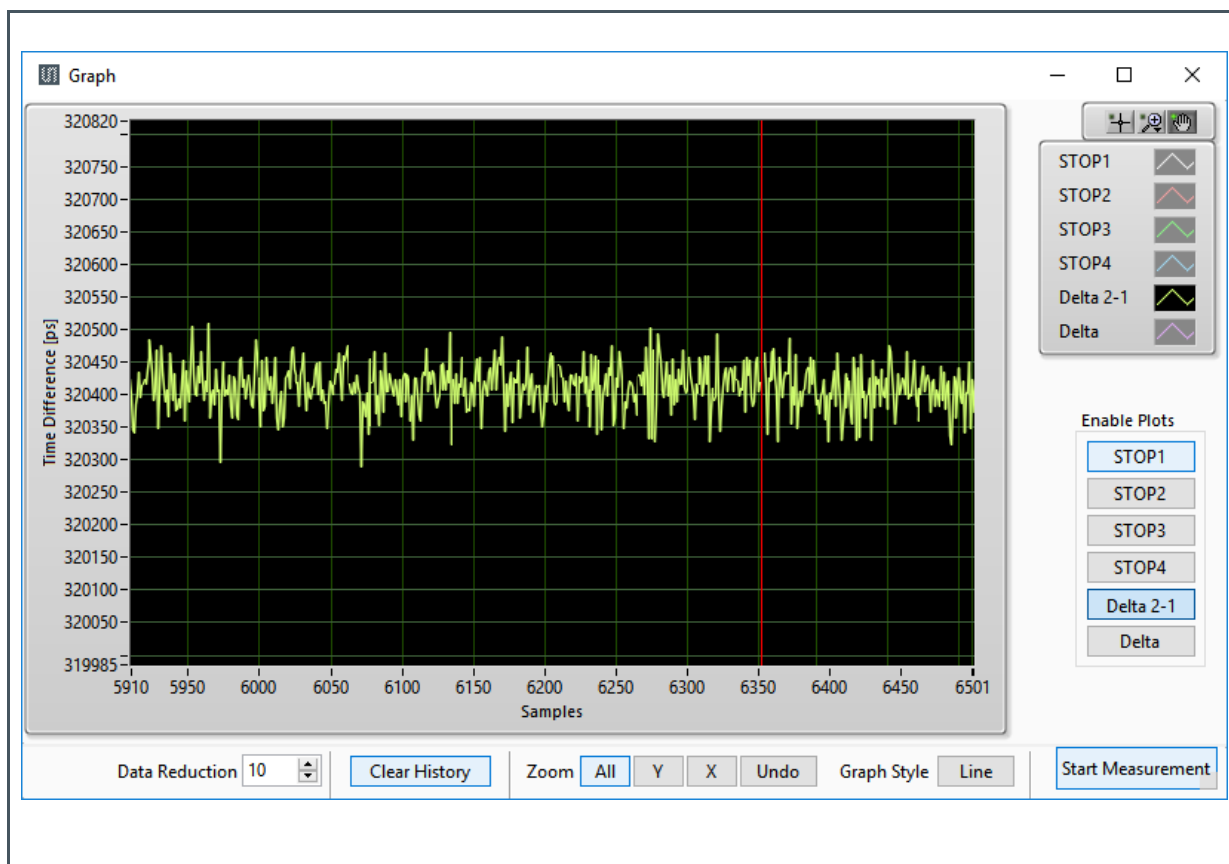 Graph
320820
320750
320700
320650
320600
320550
320500
320450
320400
320350
320300
320250
320200
320150
320100
320050
319985
Time Difference [ps]
5910 5950 6000 6050 6100 6150 6200 6250 6300 6350 6400 6450 6501
Samples
STOP1
STOP2
STOP3
STOP4
Delta 2-1
Delta
Enable Plots
STOP1
STOP2
STOP3
STOP4
Delta 2-1
Delta
Data Reduction 10 Clear History Zoom All Y X Undo Graph Style Line Start Measurement